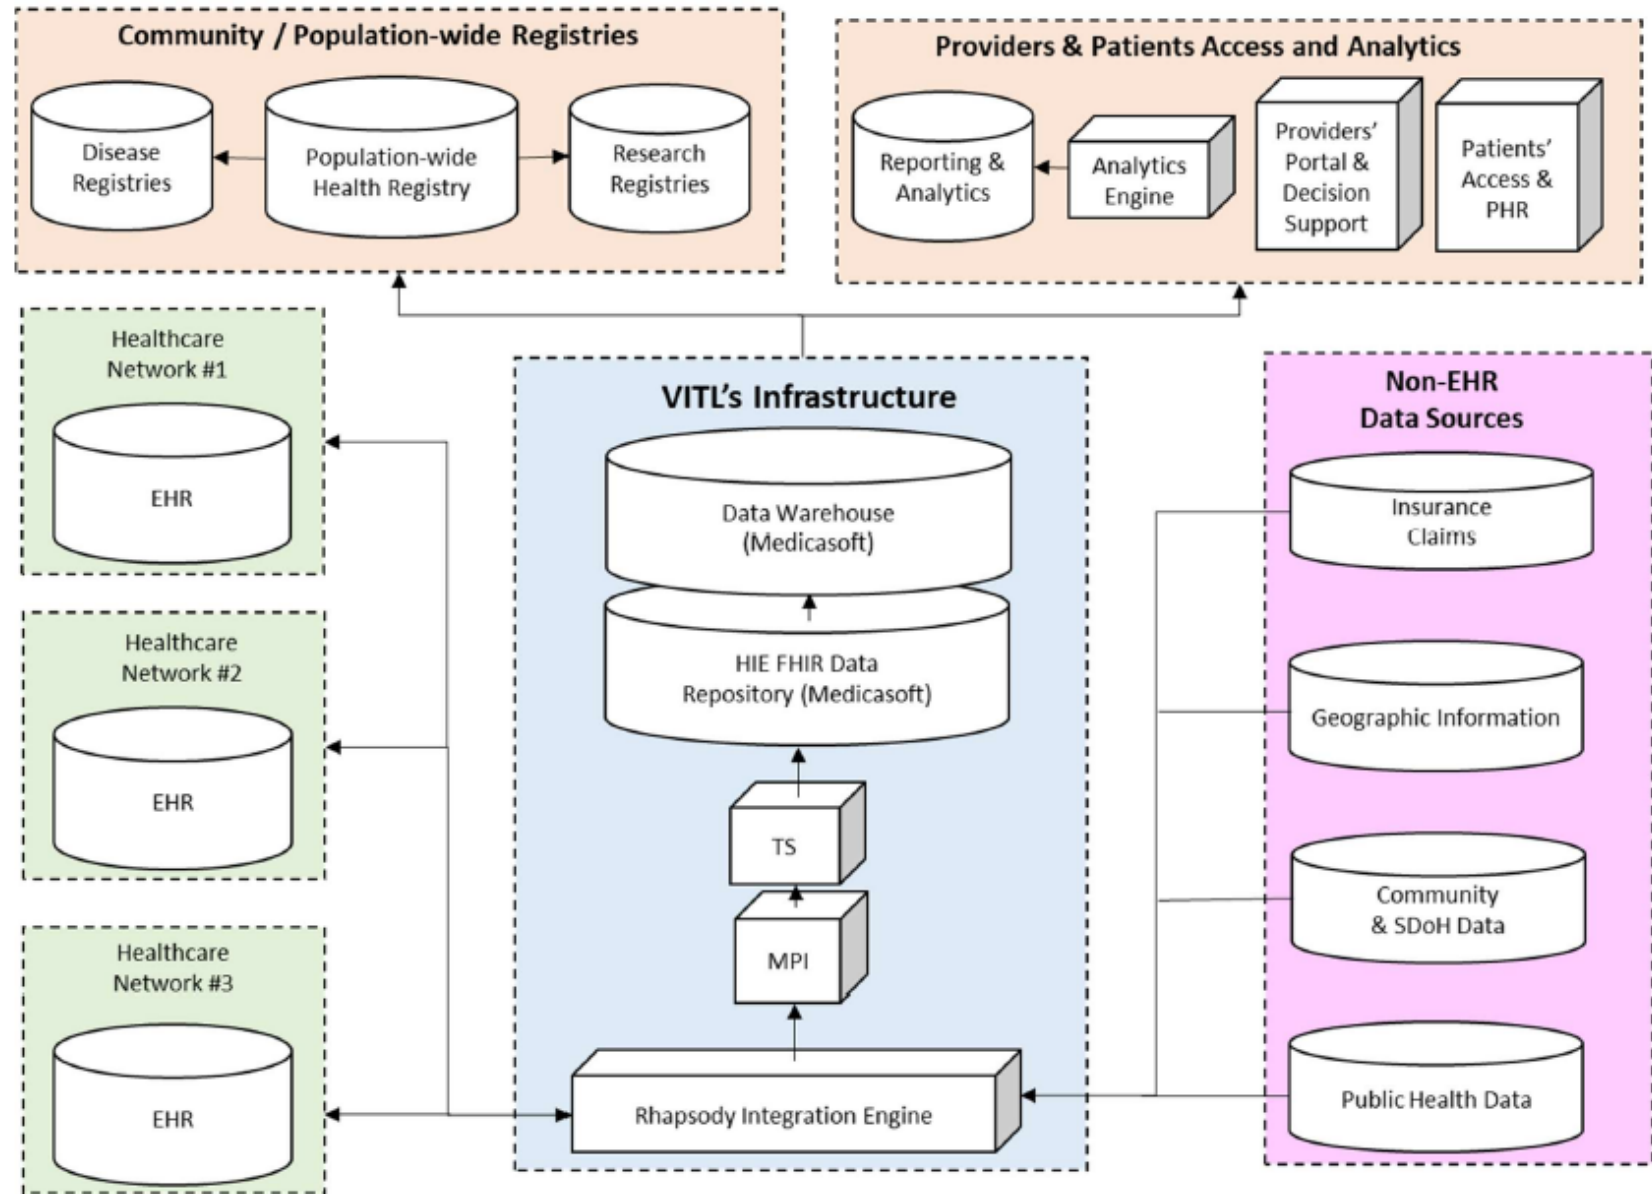 Community / Population-wide Registries
Disease
Registries
Population-wide
Health Registry
Research
Registries
Providers & Patients Access and Analytics
Reporting &
Analytics
Analytics
Engine
Providers’
Portal &
Decision
Support
Patients’
Access &
PHR
Healthcare
Network #1
EHR
Healthcare
Network #2
EHR
Healthcare
Network #3
EHR
VITL’s Infrastructure
Data Warehouse
(Medicasoft)
HIE FHIR Data
Repository (Medicasoft)
TS
MPI
Rhapsody Integration Engine
Non-EHR
Data Sources
Insurance
Claims
Geographic Information
Community
& SDoH Data
Public Health Data